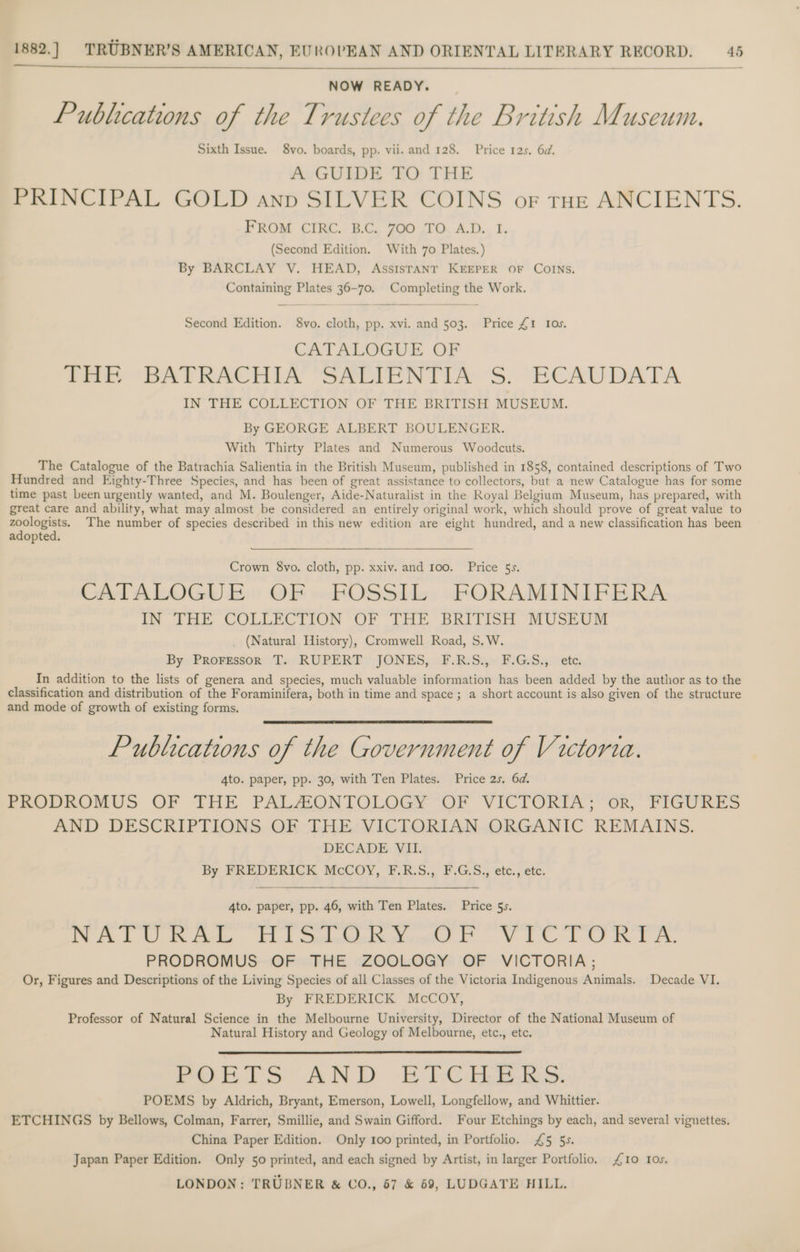 1882.] TRÜBNER'S AMERICAN, EUROPEAN AND ORIENTAL LITERARY RECORD. 45
NOW READY.
Publications of the Trustees of the British Museum.
Sixth Issue. 8vo. boards, pp. vii. and 128. Price 12s. 6d.
A GUIDE TO THE
PRINCIPAL GOLD AND SILVER COINS OF THE ANCIENTS.
FROM CIRC. B.C. 700 TO A.D. I.
(Second Edition. With 70 Plates.)
By BARCLAY V. HEAD, ASSISTANT KEEPER OF COINS.
Containing Plates 36-70. Completing the Work.
Second Edition. 8vo. cloth, pp. xvi. and 503. Price £1 10s.
CATALOGUE OF
THE BATRACHIA SALIENTIA S. ECAUDATA
IN THE COLLECTION OF THE BRITISH MUSEUM.
By GEORGE ALBERT BOULENGER.
With Thirty Plates and Numerous Woodcuts.
The Catalogue of the Batrachia Salientia in the British Museum, published in 1858, contained descriptions of Two
Hundred and Eighty-Three Species, and has been of great assistance to collectors, but a new Catalogue has for some
time past been urgently wanted, and M. Boulenger, Aide-Naturalist in the Royal Belgium Museum, has prepared, with
great care and ability, what may almost be considered an entirely original work, which should prove of great value to
zoologists. The number of species described in this new edition are eight hundred, and a new classification has been
adopted.
Crown 8vo. cloth, pp. xxiv. and 100. Price 5s.
CATALOGUE OF FOSSIL FORAMINIFERA
IN THE COLLECTION OF THE BRITISH MUSEUM
(Natural History), Cromwell Road, S.W.
By PROFESSOR T. RUPERT JONES, F.R.S., F.G.S., etc.
In addition to the lists of genera and species, much valuable information has been added by the author as to the
classification and distribution of the Foraminifera, both in time and space; a short account is also given of the structure
and mode of growth of existing forms.
Publications of the Government of Victoria.
4to. paper, pp. 30, with Ten Plates. Price 2s. 6d.
PRODROMUS OF THE PALÆONTOLOGY OF VICTORIA; OR, FIGURES
AND DESCRIPTIONS OF THE VICTORIAN ORGANIC REMAINS.
DECADE VII.
By FREDERICK McCOY, F.R.S., F.G.S., etc., etc.
4to. paper, pp. 46, with Ten Plates. Price 5s.
NATURAL HISTORY OF VICTORIA.
PRODROMUS OF THE ZOOLOGY OF VICTORIA;
Or, Figures and Descriptions of the Living Species of all Classes of the Victoria Indigenous Animals. Decade VI.
By FREDERICK McCOY,
Professor of Natural Science in the Melbourne University, Director of the National Museum of
Natural History and Geology of Melbourne, etc., etc.
POETS AND ETCHERS.
POEMS by Aldrich, Bryant, Emerson, Lowell, Longfellow, and Whittier.
ETCHINGS by Bellows, Colman, Farrer, Smillie, and Swain Gifford. Four Etchings by each, and several vignettes.
China Paper Edition. Only 100 printed, in Portfolio. £5 5s.
Japan Paper Edition. Only 50 printed, and each signed by Artist, in larger Portfolio. £10 10s.
LONDON: TRÜBNER & CO., 57 & 59, LUDGATE HILL.